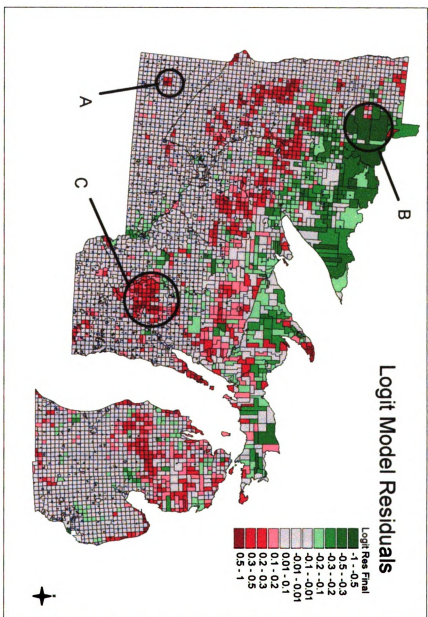 Logit Model Residuals
B
A
C
Logit Res Final
-1 - -0.5
-0.5 - -0.3
-0.3 - -0.2
-0.2 - -0.1
-0.1 - -0.01
-0.01 - 0.01
0.01 - 0.1
0.1 - 0.2
0.2 - 0.3
0.3 - 0.5
0.5 - 1